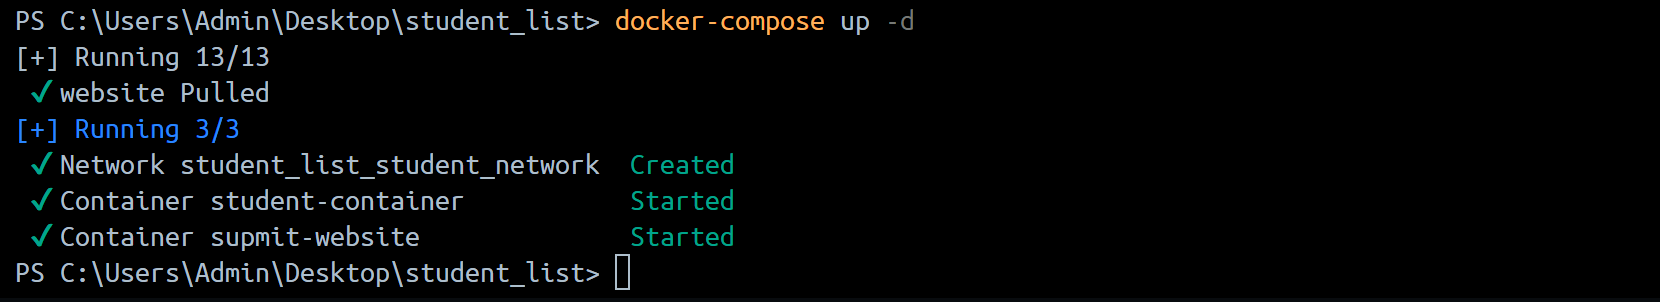 PS C:\Users\Admin\Desktop\student_list> docker-compose up -d
[+] Running 13/13
✔ website Pulled
[+] Running 3/3
✔ Network student_list_student_network  Created
✔ Container student-container  Started
✔ Container supmit-website  Started
PS C:\Users\Admin\Desktop\student_list>